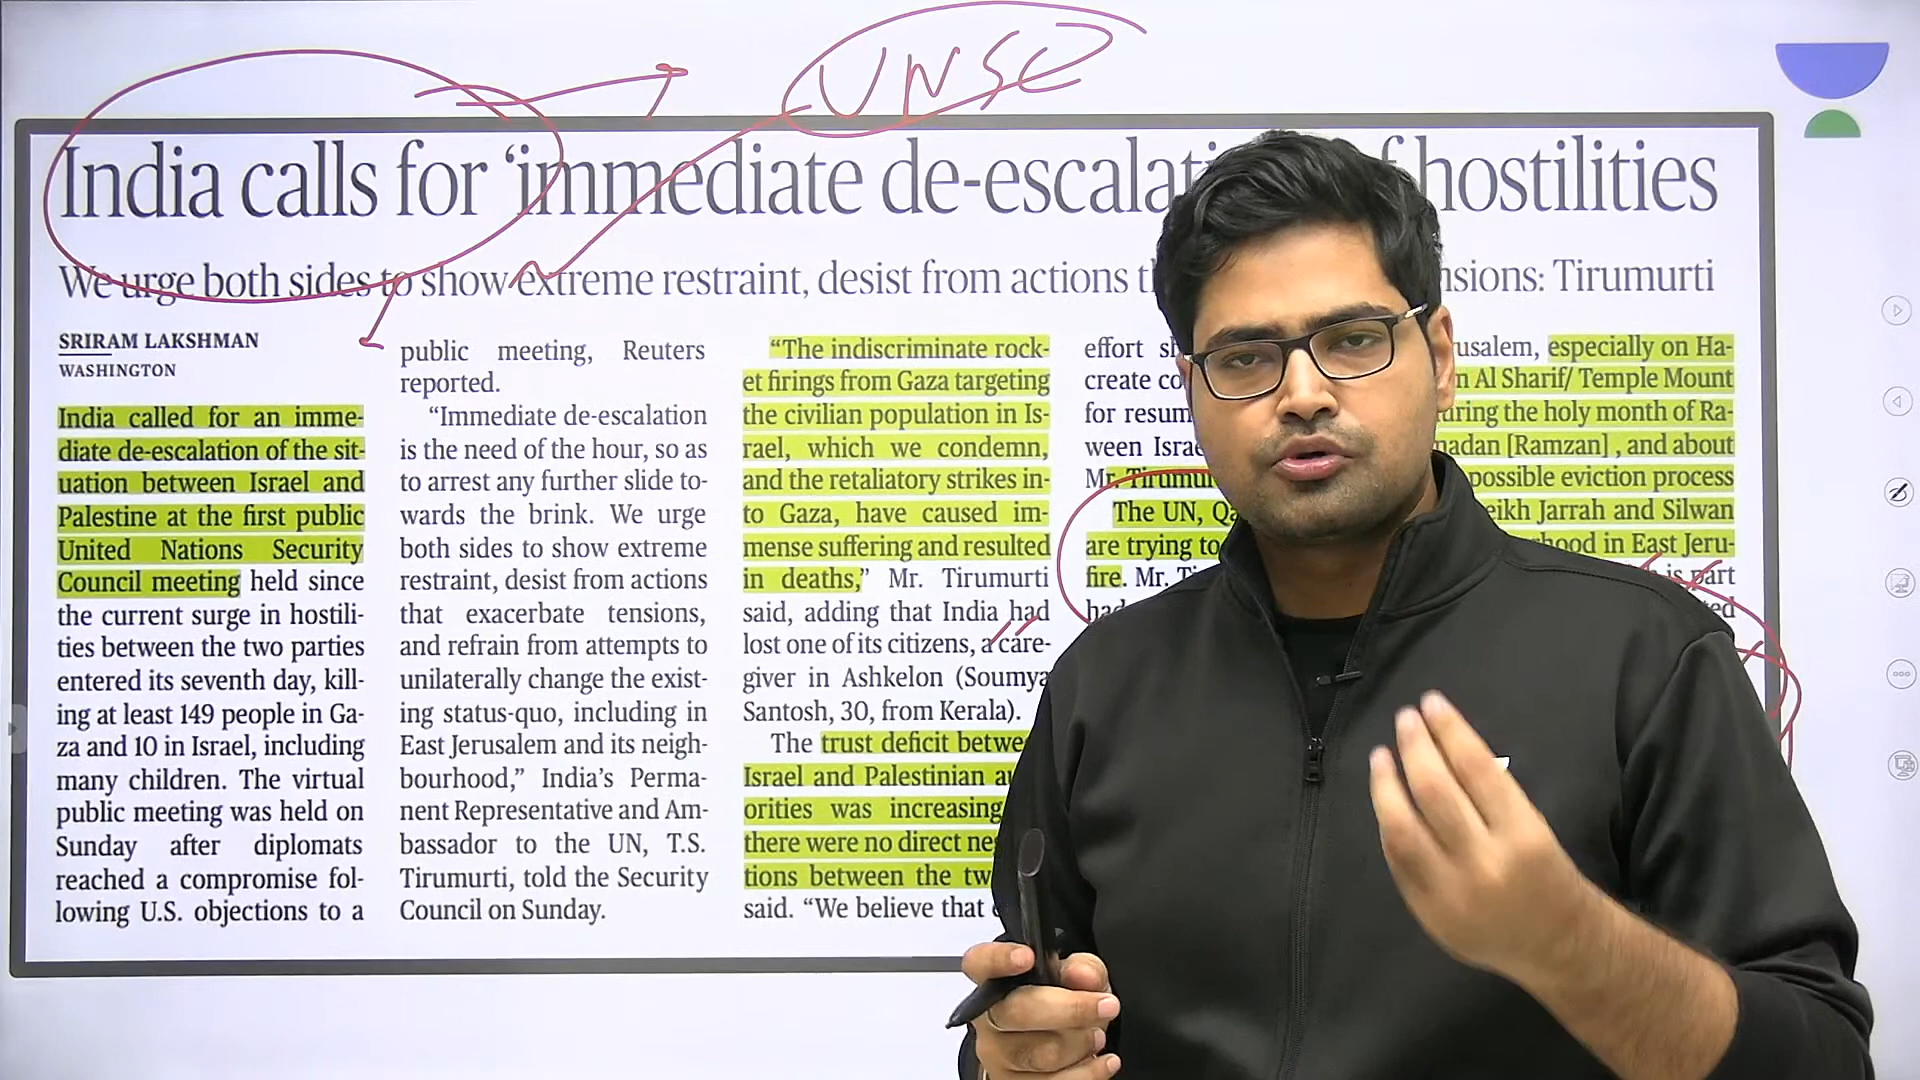 UNSC
India calls for ‘immediate de-escalat f hostilities
We urge both sides to show extreme restraint, desist from actions t nsions: Tirumurti
SRIRAM LAKSHMAN
WASHINGTON
India called for an imme-
diate de-escalation of the sit-
uation between Israel and
Palestine at the first public
United Nations Security
Council meeting held since
the current surge in hostili-
ties between the two parties
entered its seventh day, kill-
ing at least 149 people in Ga-
za and 10 in Israel, including
many children. The virtual
public meeting was held on
Sunday after diplomats
reached a compromise fol-
lowing U.S. objections to a
public meeting, Reuters
reported.
“Immediate de-escalation
is the need of the hour, so as
to arrest any further slide to-
wards the brink. We urge
both sides to show extreme
restraint, desist from actions
that exacerbate tensions,
and refrain from attempts to
unilaterally change the exist-
ing status-quo, including in
East Jerusalem and its neigh-
bourhood,” India’s Perma-
nent Representative and Am-
bassador to the UN, T.S.
Tirumurti, told the Security
Council on Sunday.
“The indiscriminate rock-
et firings from Gaza targeting
the civilian population in Is-
rael, which we condemn,
and the retaliatory strikes in-
to Gaza, have caused im-
mense suffering and resulted
in deaths,” Mr. Tirumurti
said, adding that India had
lost one of its citizens, a care-
giver in Ashkelon (Soumya
Santosh, 30, from Kerala).
The trust deficit betwe
Israel and Palestinian au
orities was increasing
there were no direct neg
tions between the tw
said. “We believe that
effort sh
create co
for resum
ween Israe
Mr. Tirumur
The UN, Qa
are trying to
fire. Mr. Ti
had
usalem, especially on Ha-
n Al Sharif/ Temple Mount
uring the holy month of Ra-
nadan [Ramzan] , and about
possible eviction process
eikh Jarrah and Silwan
hood in East Jeru-
is part
ed